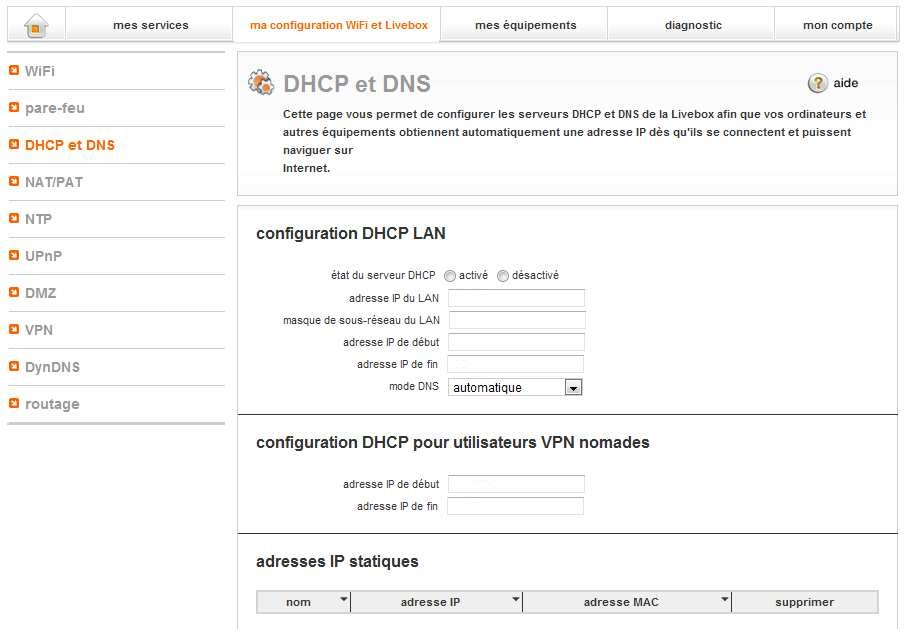 mes services
ma configuration WiFi et Livebox
mes équipements
diagnostic
mon compte
WiFi
pare-feu
DHCP et DNS
NAT/PAT
NTP
UPnP
DMZ
VPN
DynDNS
routage
DHCP et DNS
? aide
Cette page vous permet de configurer les serveurs DHCP et DNS de la Livebox afin que vos ordinateurs et
autres équipements obtiennent automatiquement une adresse IP dès qu'ils se connectent et puissent
naviguer sur
Internet.
configuration DHCP LAN
état du serveur DHCP activé désactivé
adresse IP du LAN
masque de sous-réseau du LAN
adresse IP de début
adresse IP de fin
mode DNS automatique
configuration DHCP pour utilisateurs VPN nomades
adresse IP de début
adresse IP de fin
adresses IP statiques
nom adresse IP adresse MAC supprimer